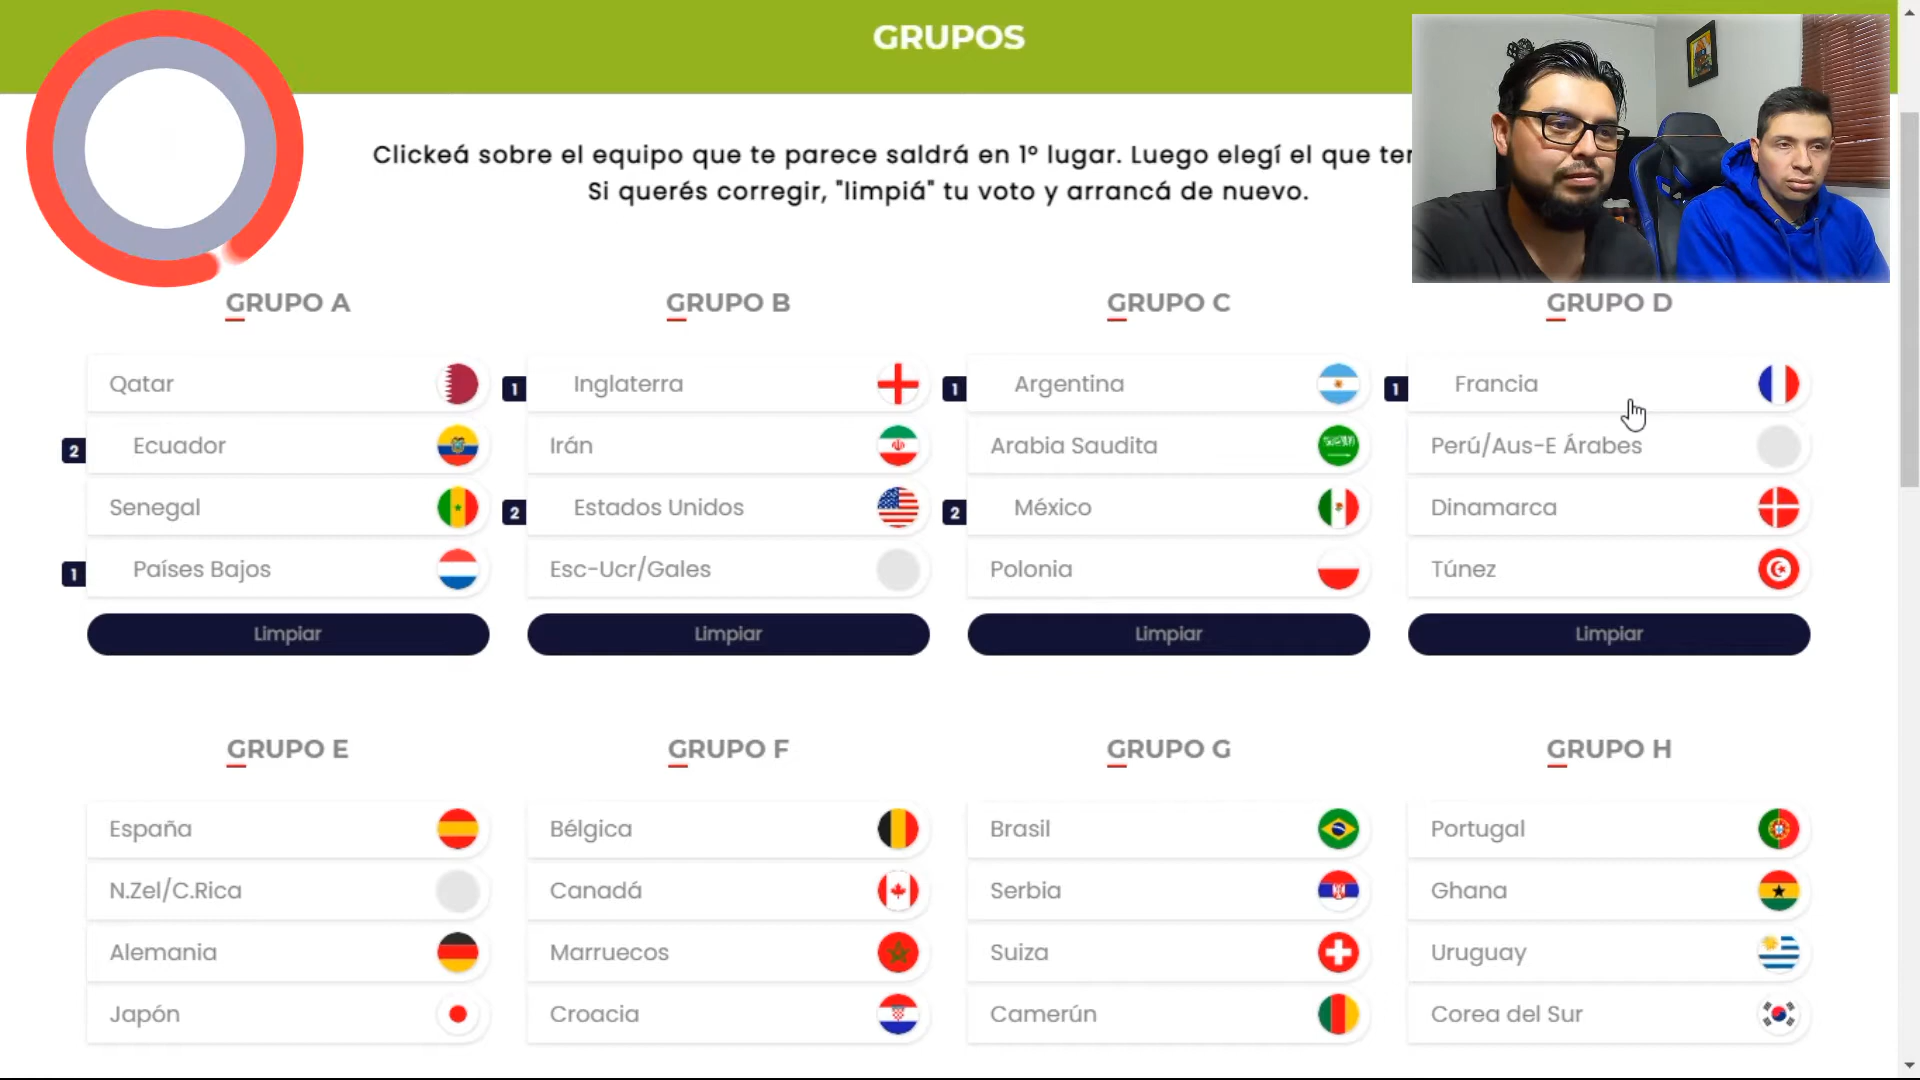 GRUPOS
Clickeá sobre el equipo que te parece saldrá en 1º lugar. Luego elegí el que
Si querés corregir, "limpiá" tu voto y arrancá de nuevo.
GRUPO A
Qatar
2 Ecuador
Senegal
1 Países Bajos
Limpiar
GRUPO B
1 Inglaterra
Irán
2 Estados Unidos
Esc-Ucr/Gales
Limpiar
GRUPO C
1 Argentina
Arabia Saudita
2 México
Polonia
Limpiar
GRUPO D
1 Francia
Perú/Aus-E Árabes
Dinamarca
Túnez
Limpiar
GRUPO E
España
N.Zel/C.Rica
Alemania
Japón
GRUPO F
Bélgica
Canadá
Marruecos
Croacia
GRUPO G
Brasil
Serbia
Suiza
Camerún
GRUPO H
Portugal
Ghana
Uruguay
Corea del Sur